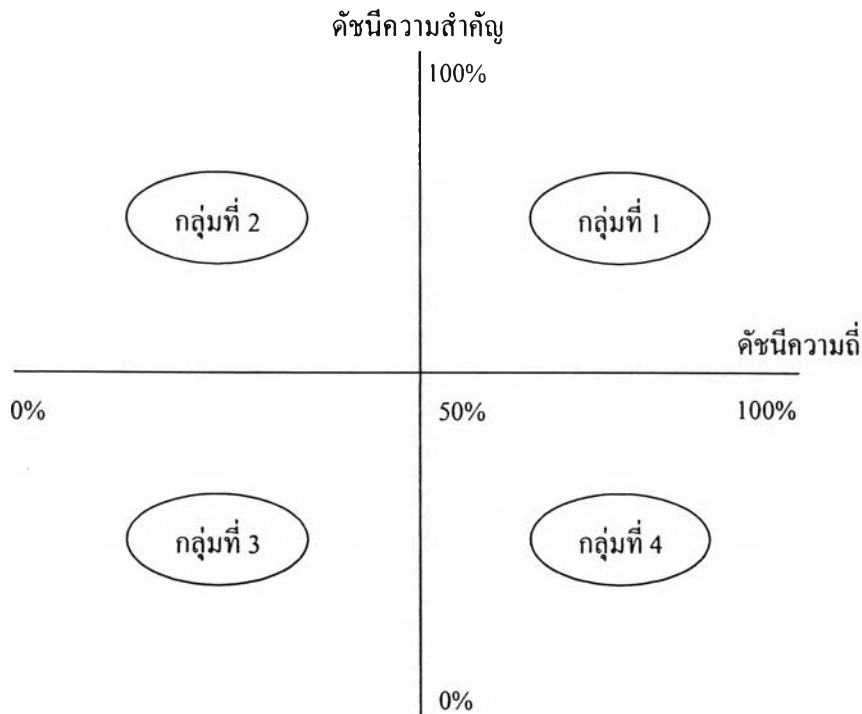 ดัชนีความสำคัญ
100%
กลุ่มที่ 2
กลุ่มที่ 1
ดัชนีความถี่
0%
50%
100%
กลุ่มที่ 3
กลุ่มที่ 4
0%